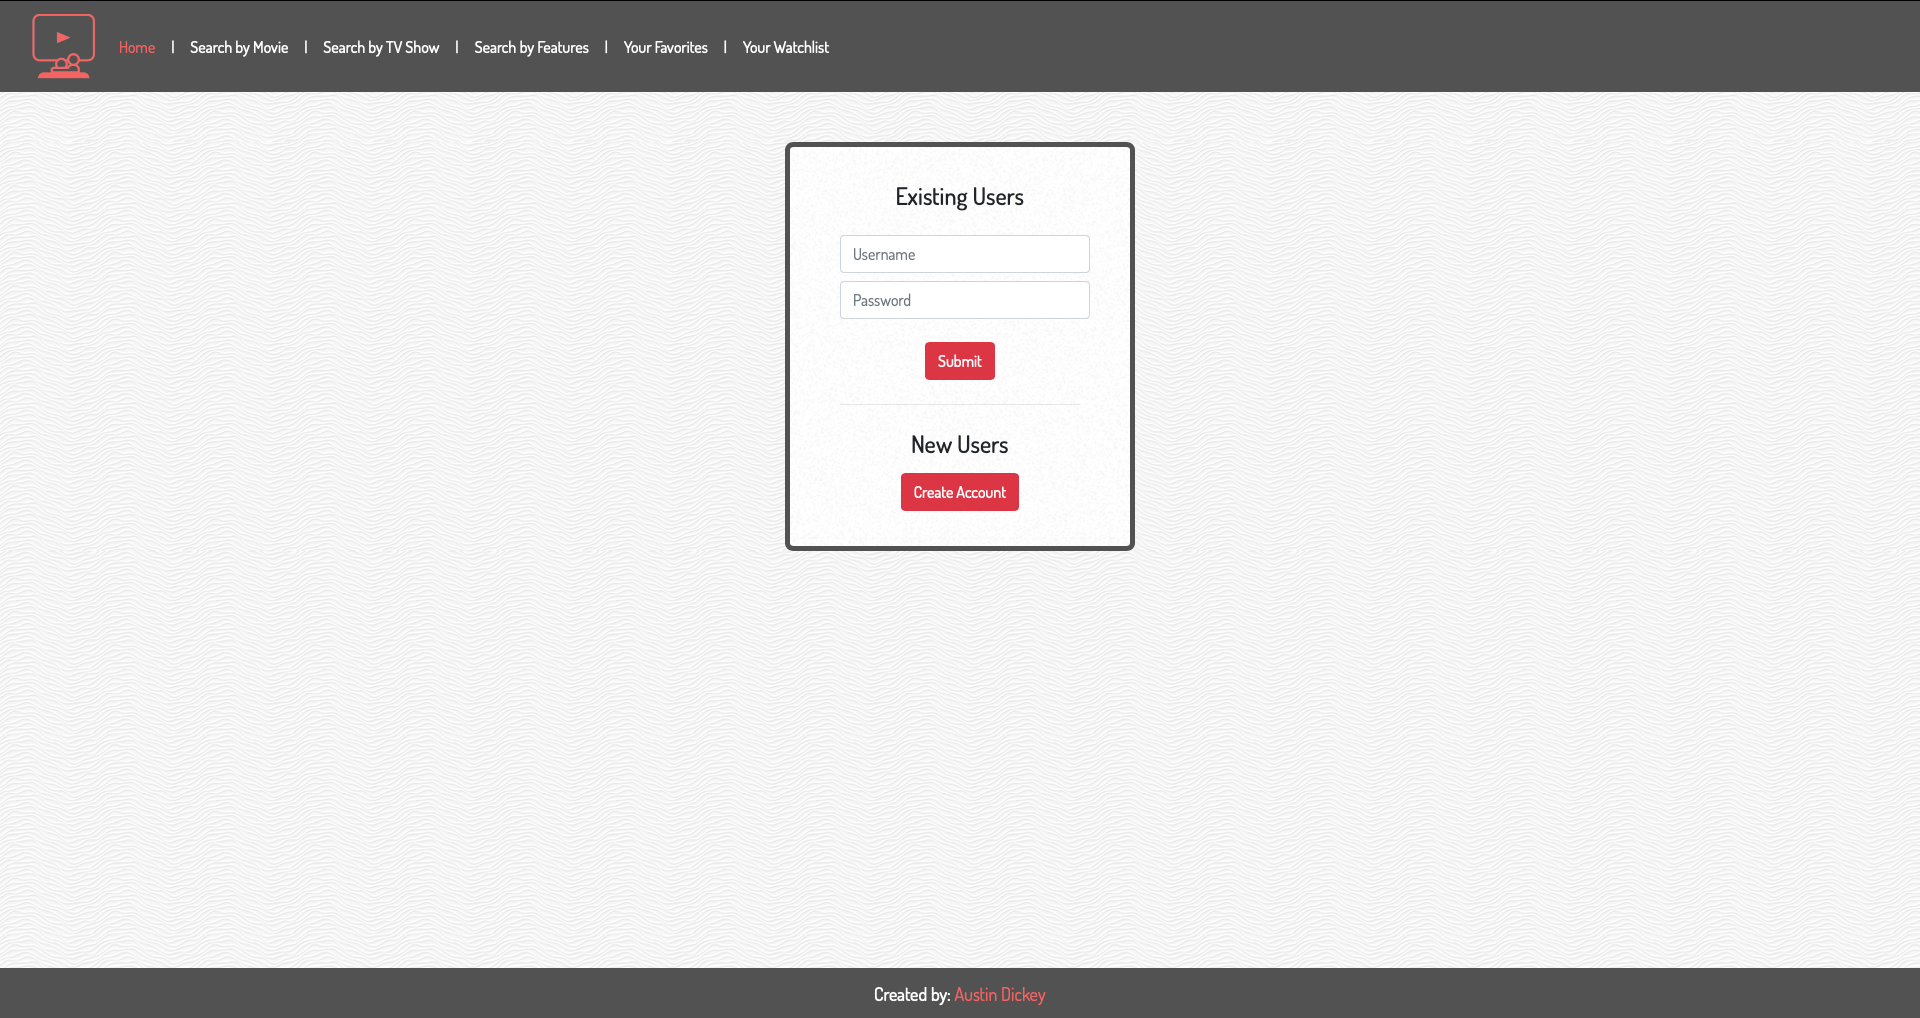 Home | Search by Movie | Search by TV Show | Search by Features | Your Favorites | Your Watchlist
Existing Users
Username
Password
Submit
New Users
Create Account
Created by: Austin Dickey